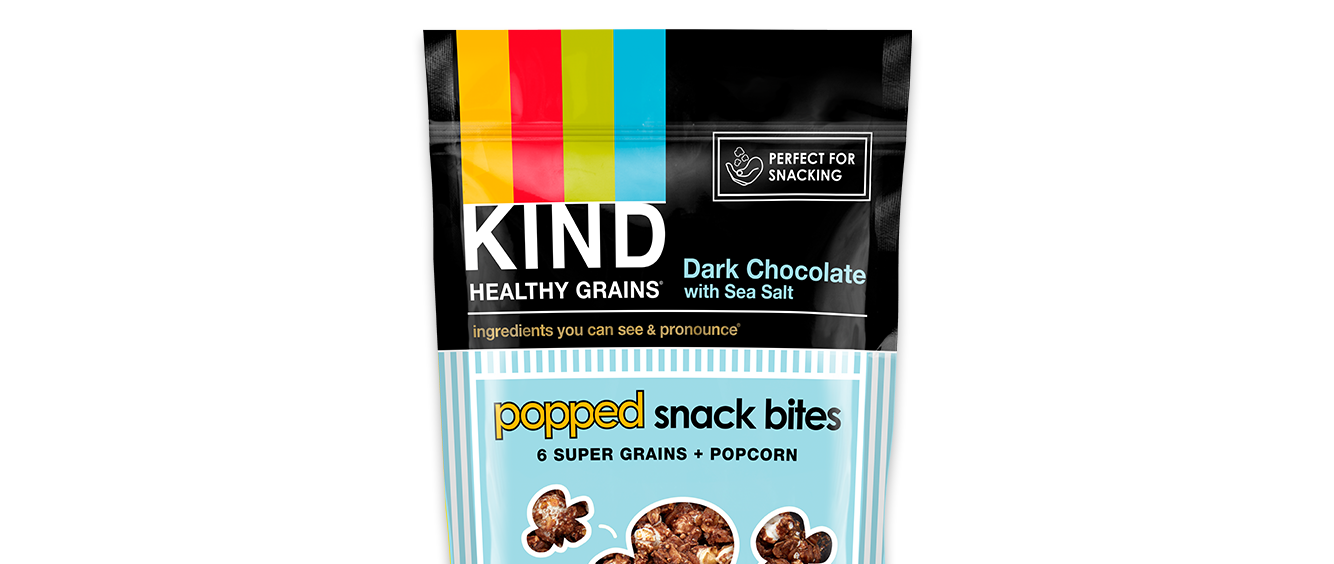 PERFECT FOR
SNACKING
KIND
HEALTHY GRAINS®
Dark Chocolate
with Sea Salt
ingredients you can see & pronounce®
popped snack bites
6 SUPER GRAINS + POPCORN